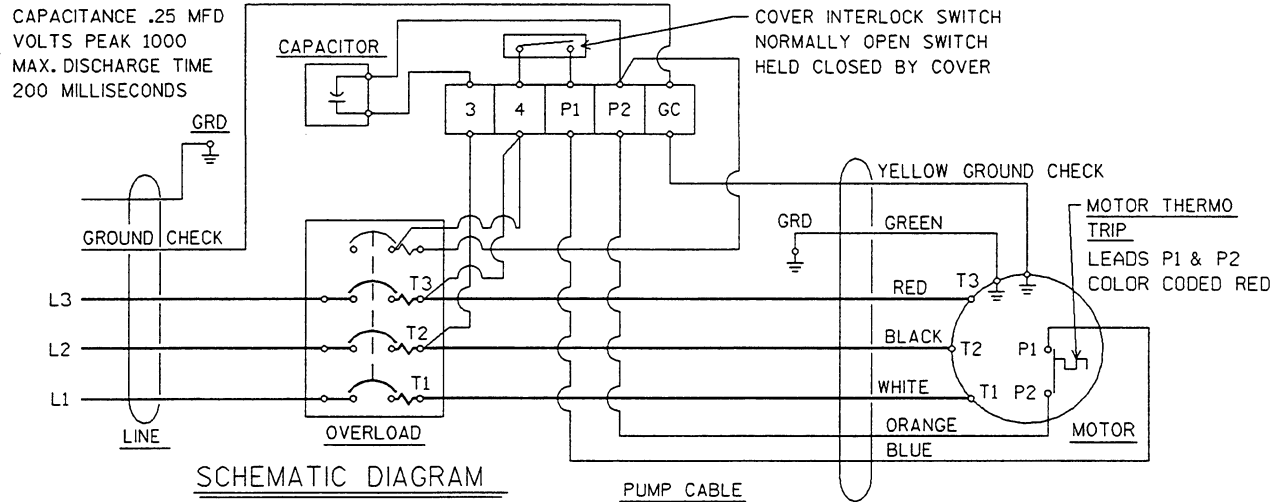 CAPACITANCE .25 MFD
VOLTS PEAK 1000
MAX. DISCHARGE TIME
200 MILLISECONDS
CAPACITOR
COVER INTERLOCK SWITCH
NORMALLY OPEN SWITCH
HELD CLOSED BY COVER
3 4 P1 P2 GC
GRD
GROUND CHECK
YELLOW GROUND CHECK
GRD
GREEN
MOTOR THERMO
TRIP
LEADS P1 & P2
COLOR CODED RED
L3
T3
RED
T3
L2
T2
BLACK
T2
P1
L1
T1
WHITE
T1
P2
LINE
OVERLOAD
ORANGE
MOTOR
BLUE
SCHEMATIC DIAGRAM
PUMP CABLE